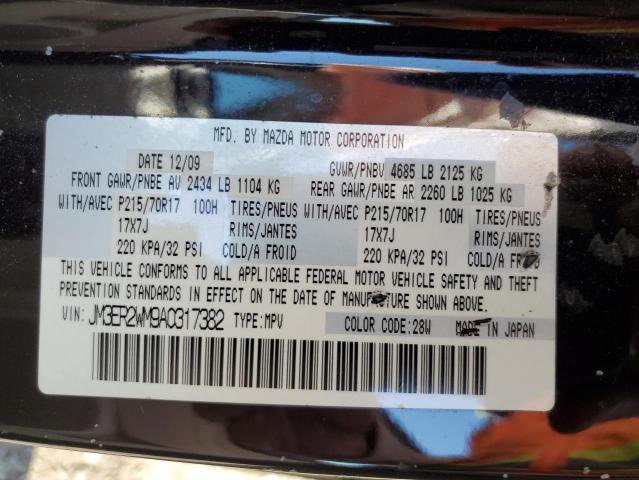 MFD. BY MAZDA MOTOR CORPORATION
DATE 12/09 GVWR/PNBV 4685 LB 2125 KG
FRONT GAWR/PNBE AV 2434 LB 1104 KG REAR GAWR/PNBE AR 2260 LB 1025 KG
WITH/AVEC P215/70R17 100H TIRES/PNEUS WITH/AVEC P215/70R17 100H TIRES/PNEUS
17X7J RIMS/JANTES 17X7J RIMS/JANTES
220 KPA/32 PSI COLD/A FROID 220 KPA/32 PSI COLD/A FROID
THIS VEHICLE CONFORMS TO ALL APPLICABLE FEDERAL MOTOR VEHICLE SAFETY AND THEFT
PREVENTION STANDARDS IN EFFECT ON THE DATE OF MANUFACTURE SHOWN ABOVE.
VIN: JM3ER2WM9A0317382 TYPE: MPV COLOR CODE: 28W MADE IN JAPAN